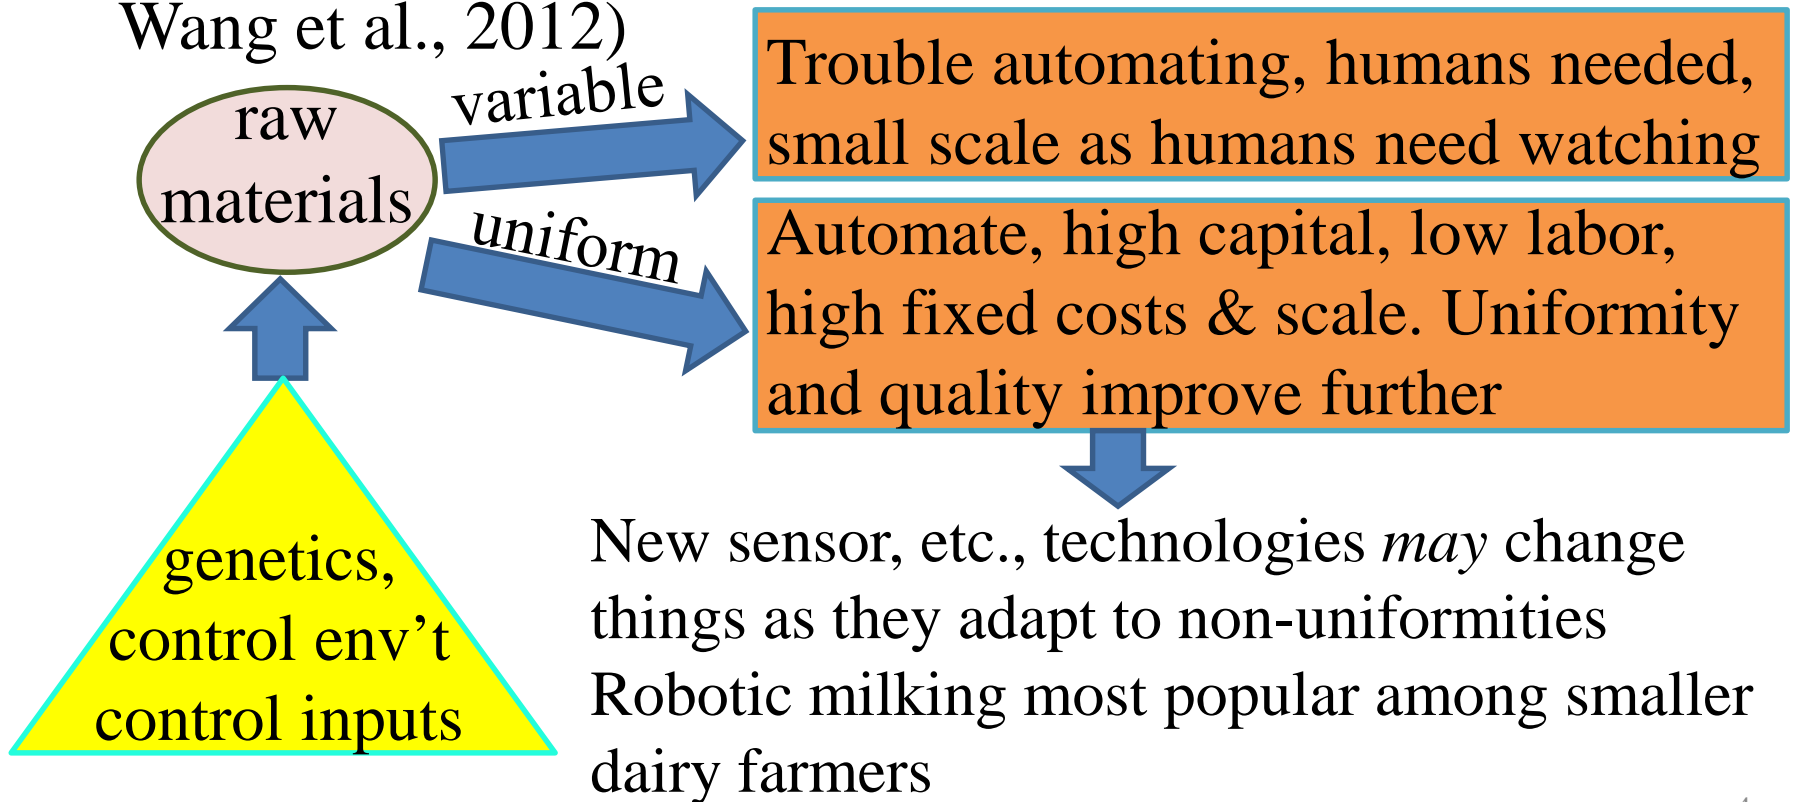 Wang et al., 2012)
raw
materials
variable
uniform
Trouble automating, humans needed,
small scale as humans need watching
Automate, high capital, low labor,
high fixed costs & scale. Uniformity
and quality improve further
genetics,
control env’t
control inputs
New sensor, etc., technologies may change
things as they adapt to non-uniformities
Robotic milking most popular among smaller
dairy farmers